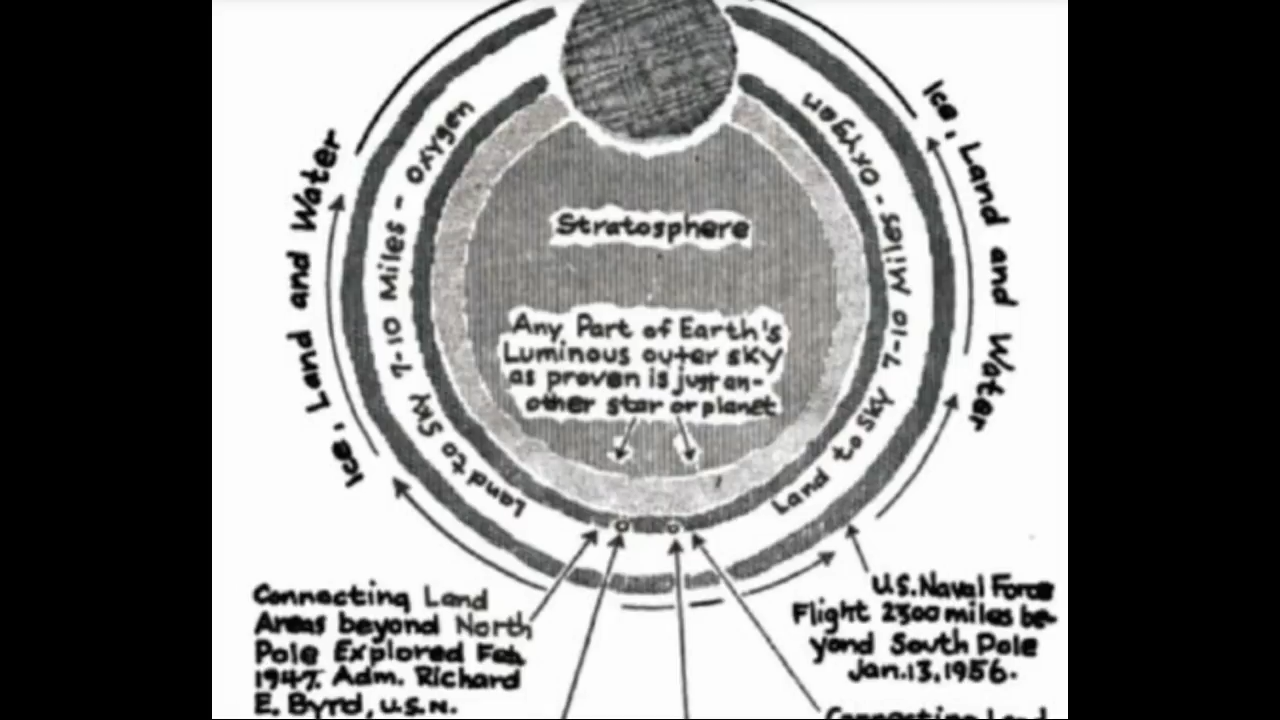 Ice, Land and Water
Land to Sky 7-10 Miles - Oxygen
Stratosphere
Any Part of Earth's
Luminous outer sky
as proven is just an-
other star or planet
Land to Sky 7-10 Miles - Oxygen
Ice, Land and Water
Connecting Land
Areas beyond North
Pole Explored Feb.
1947. Adm. Richard
E. Byrd, U.S.N.
U.S. Naval Force
Flight 2300 miles be-
yond South Pole
Jan. 13, 1956.
Connecting Land